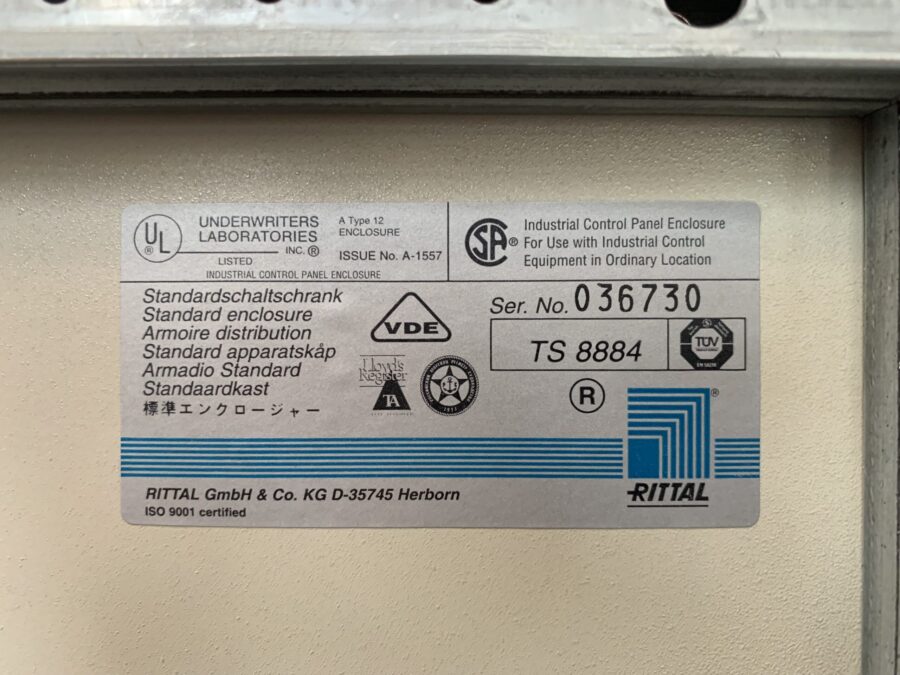 UL
®
UNDERWRITERS
LABORATORIES
INC.®
LISTED
INDUSTRIAL CONTROL PANEL ENCLOSURE
A Type 12
ENCLOSURE
ISSUE No. A-1557
SA®
Industrial Control Panel Enclosure
For Use with Industrial Control
Equipment in Ordinary Location
Standardschaltschrank
Standard enclosure
Armoire distribution
Standard apparatskåp
Armadio Standard
Standaardkast
標準エンクロージャー
VDE
Lloyd's
Register
TA
Ser. No. 036730
TS 8884
TÜV
®
®
RITTAL
RITTAL GmbH & Co. KG D-35745 Herborn
ISO 9001 certified